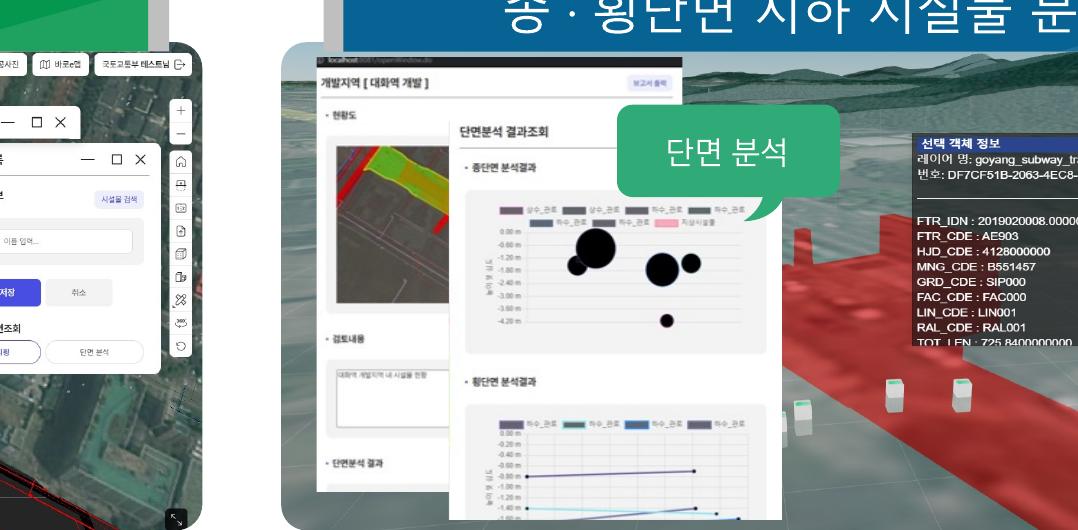 종·횡단면 지하 시설물 분
바로e맵
국토교통부 테스트님
시설물 검색
이름 입력...
저장
취소
단면 분석
localhost:8081/openWindow.do
개발지역 [ 대화역 개발 ]
보고서 출력
현황도
검토내용
대화역 개발지역 내 시설물 현황
단면분석 결과
단면분석 결과조회
종단면 분석결과
상수_관로 상수_관로 하수_관로 하수_관로
하수_관로 하수_관로 지상시설물
0.00 m
-0.60 m
-1.20 m
-1.80 m
-2.40 m
-3.00 m
-3.60 m
-4.20 m
횡단면 분석결과
하수_관로 하수_관로 하수_관로 하수_관로
0.00 m
-0.20 m
-0.40 m
-0.60 m
-0.80 m
-1.00 m
-1.20 m
-1.40 m
-1.60 m
단면 분석
선택 객체 정보
레이어 명: goyang_subway_tr
번호: DF7CF51B-2063-4EC8-
FTR_IDN : 2019020008.00000
FTR_CDE : AE903
HJD_CDE : 4128000000
MNG_CDE : B551457
GRD_CDE : SIP000
FAC_CDE : FAC000
LIN_CDE : LIN001
RAL_CDE : RAL001
TOT_LEN : 725.8400000000